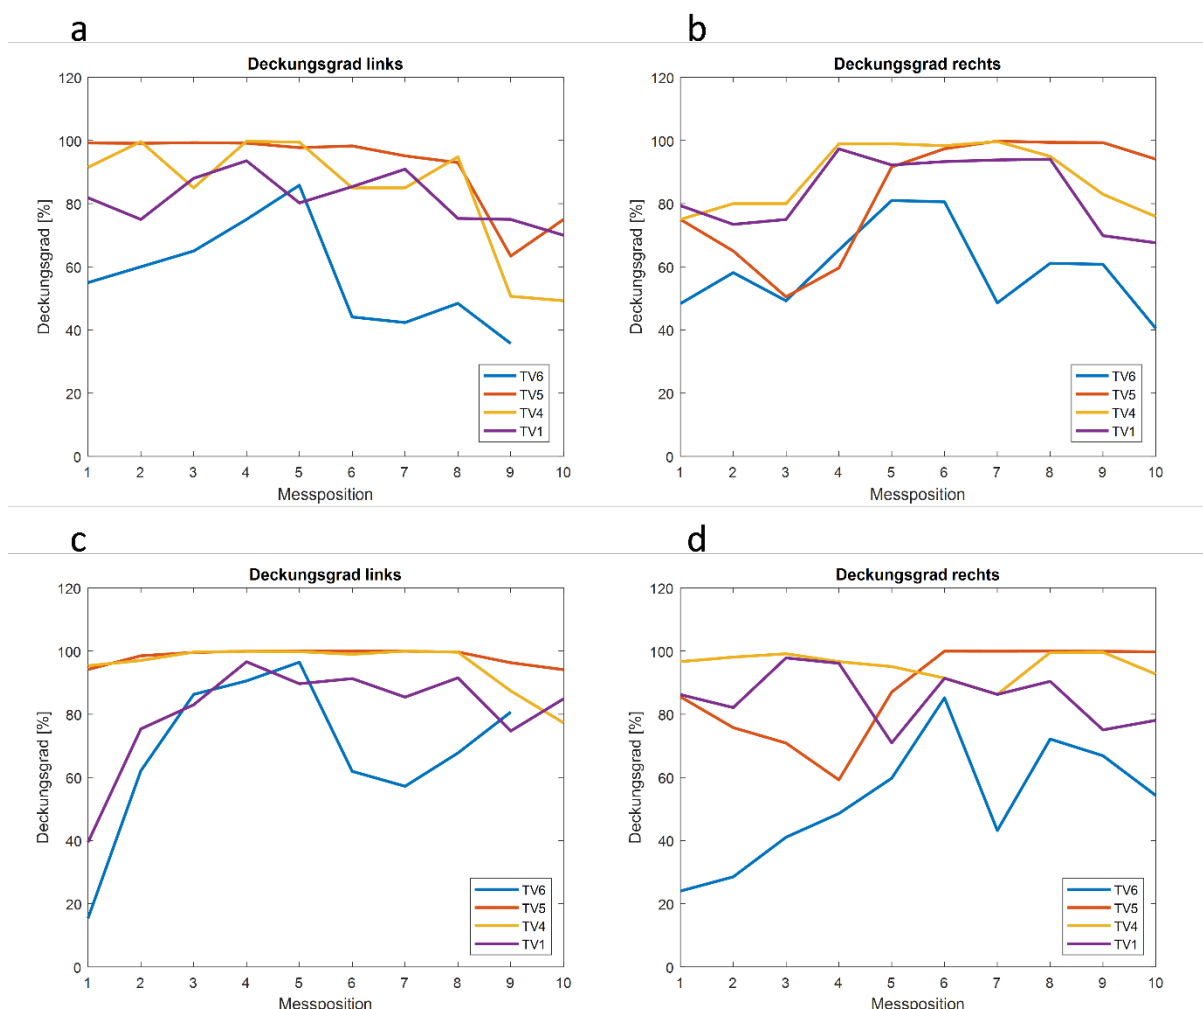 a
Deckungsgrad links
120
100
80
60
40
20
0
Deckungsgrad [%]
1 2 3 4 5 6 7 8 9 10
Messposition
TV6
TV5
TV4
TV1
b
Deckungsgrad rechts
120
100
80
60
40
20
0
Deckungsgrad [%]
1 2 3 4 5 6 7 8 9 10
Messposition
TV6
TV5
TV4
TV1
c
Deckungsgrad links
120
100
80
60
40
20
0
Deckungsgrad [%]
1 2 3 4 5 6 7 8 9 10
Messposition
TV6
TV5
TV4
TV1
d
Deckungsgrad rechts
120
100
80
60
40
20
0
Deckungsgrad [%]
1 2 3 4 5 6 7 8 9 10
Messposition
TV6
TV5
TV4
TV1